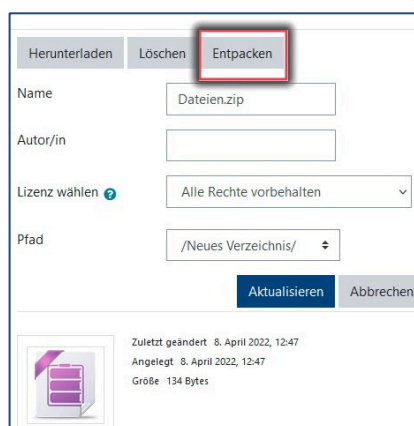 Herunterladen Löschen Entpacken
Name Dateien.zip
Autor/in
Lizenz wählen Alle Rechte vorbehalten
Pfad /Neues Verzeichnis/
Aktualisieren Abbrechen
Zuletzt geändert 8. April 2022, 12:47
Angelegt 8. April 2022, 12:47
Größe 134 Bytes